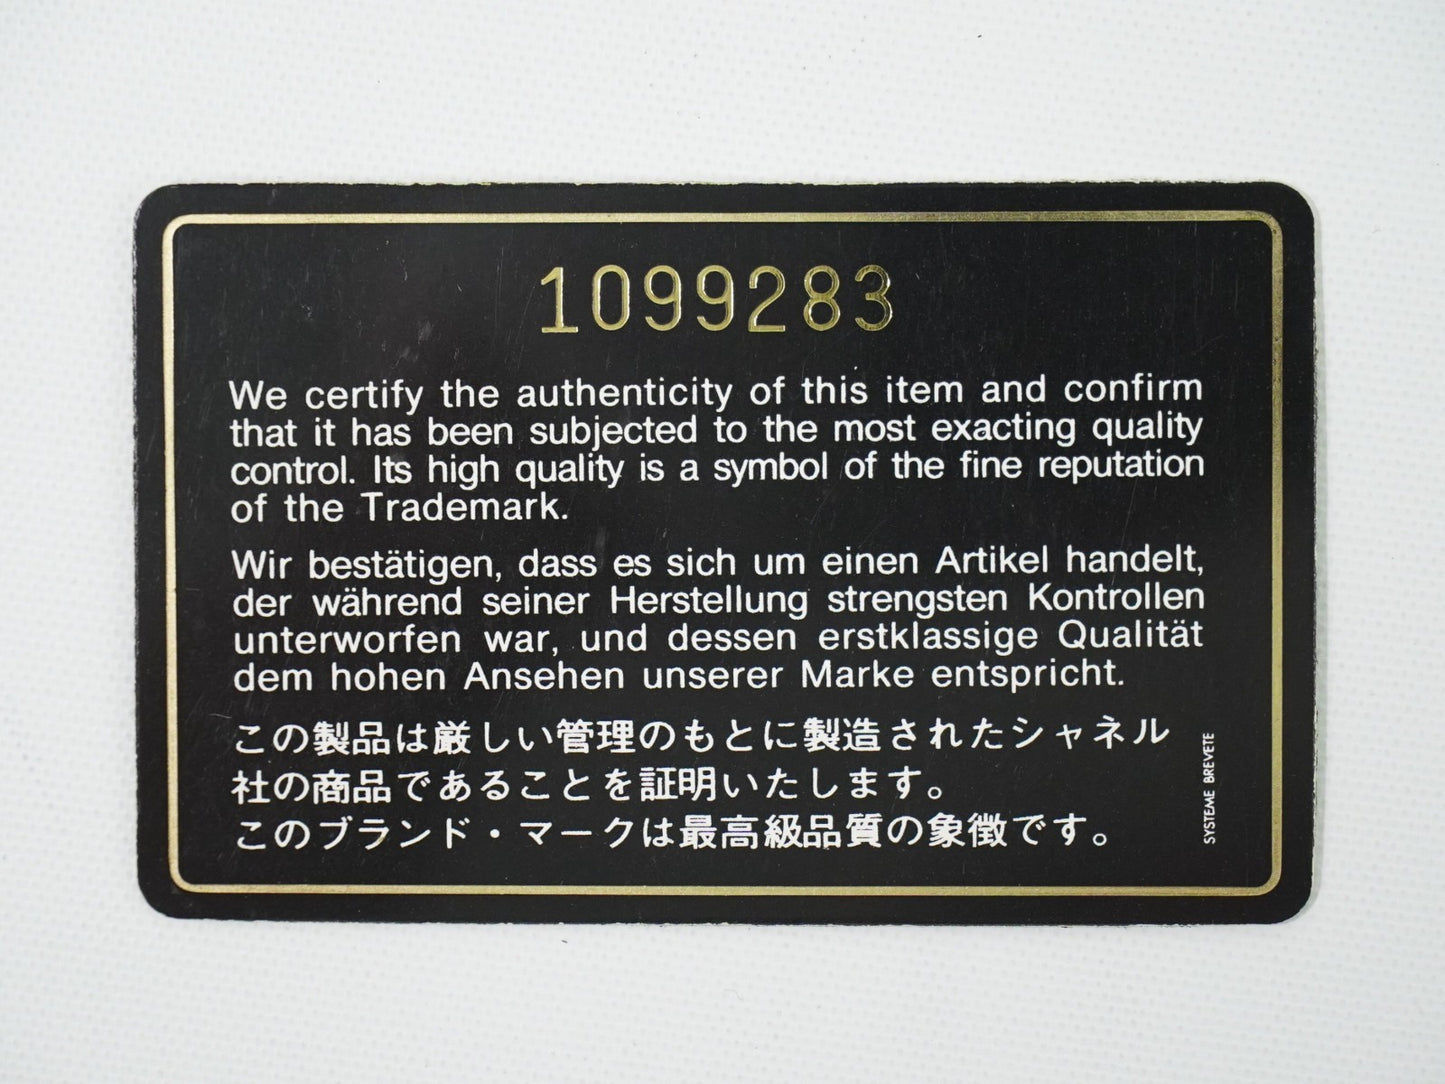 1099283
We certify the authenticity of this item and confirm
that it has been subjected to the most exacting quality
control. Its high quality is a symbol of the fine reputation
of the Trademark.
Wir bestätigen, dass es sich um einen Artikel handelt,
der während seiner Herstellung strengsten Kontrollen
unterworfen war, und dessen erstklassige Qualität
dem hohen Ansehen unserer Marke entspricht.
この製品は厳しい管理のもとに製造されたシャネル
社の商品であることを証明いたします。
このブランド・マークは最高級品質の象徴です。
SYSTEME BREVETE